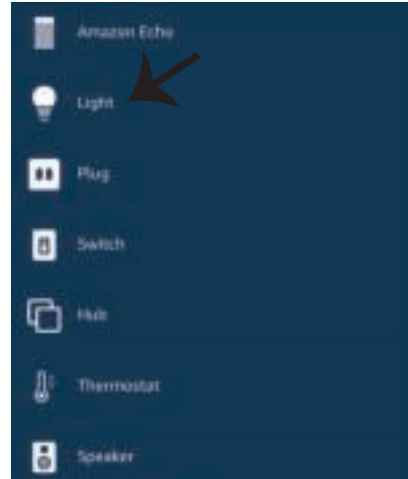 Amazon Echo
Light
Plug
Switch
Hub
Thermostat
Speaker